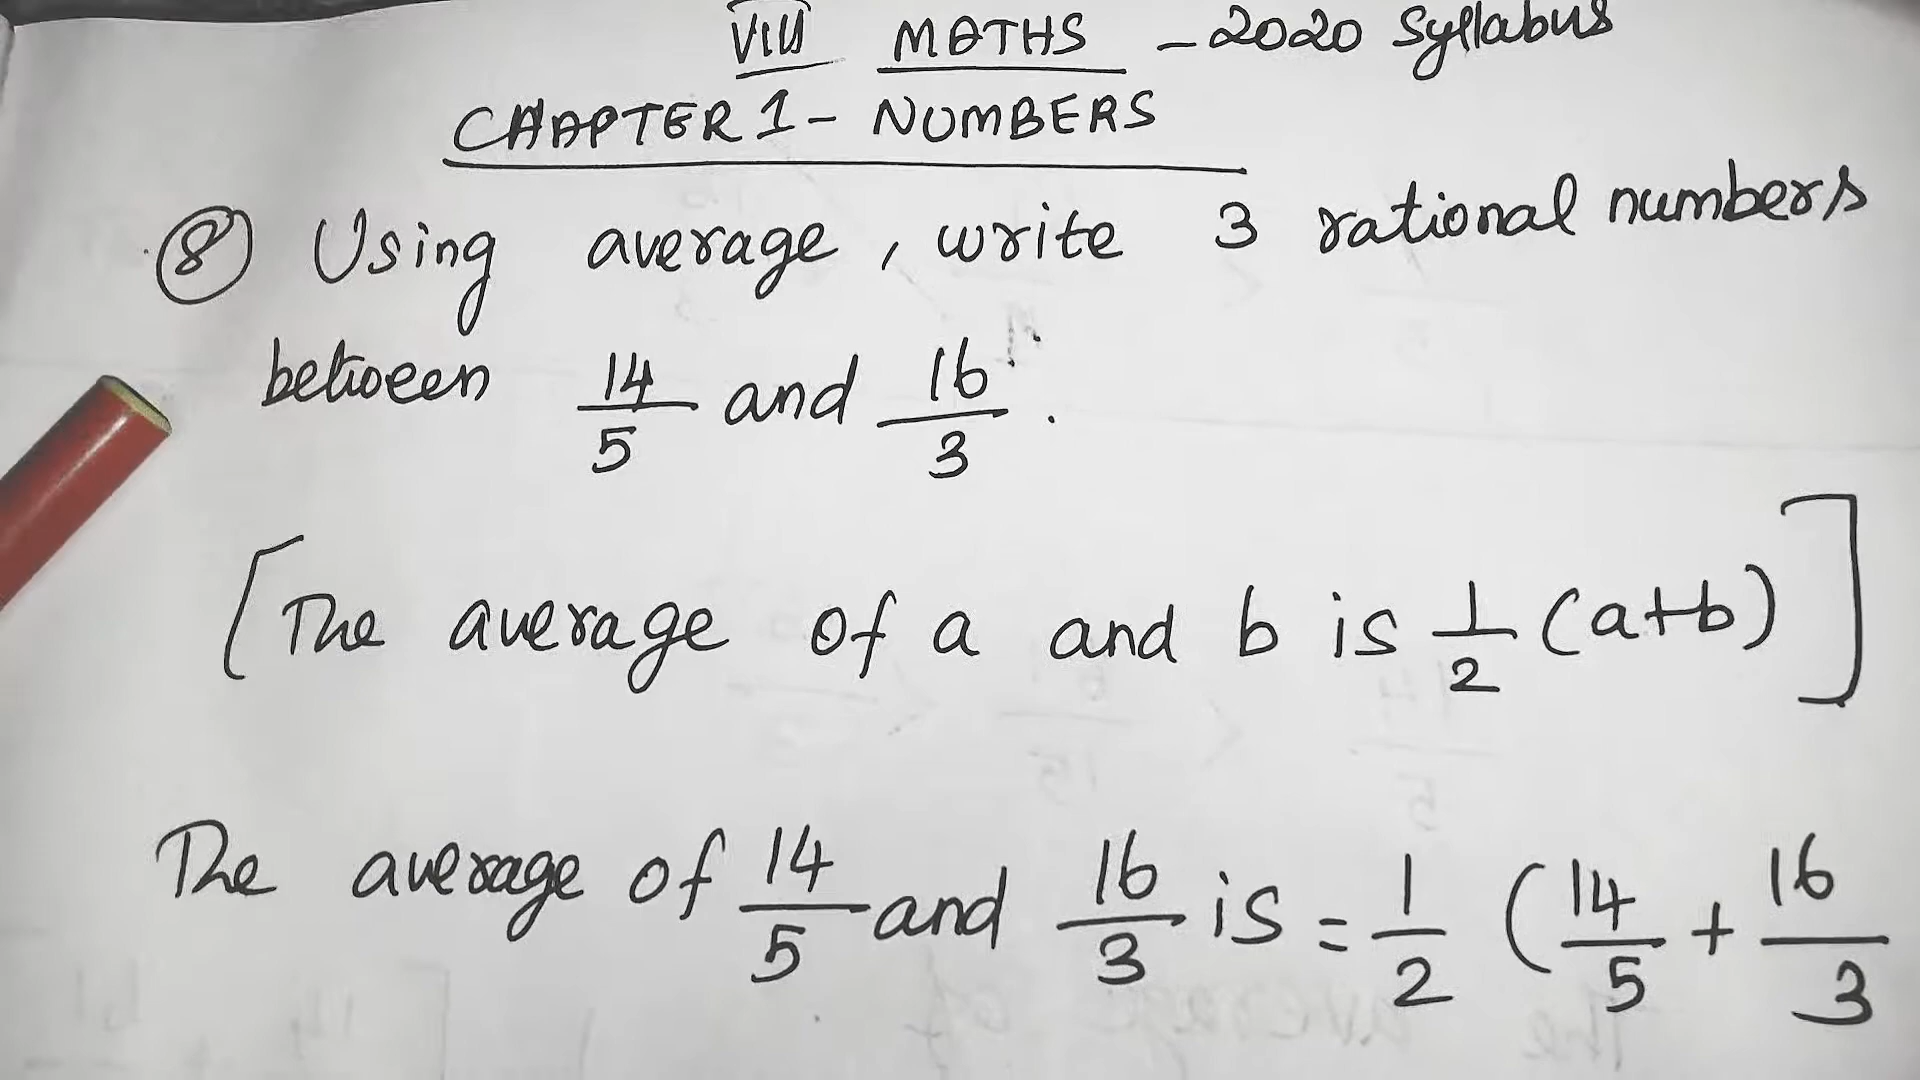 VIII MATHS - 2020 Syllabus
CHAPTER 1 - NUMBERS
⑧ Using average, write 3 rational numbers
between 14/5 and 16/3.
[The average of a and b is 1/2 (a+b)]
The average of 14/5 and 16/3 is = 1/2 (14/5 + 16/3